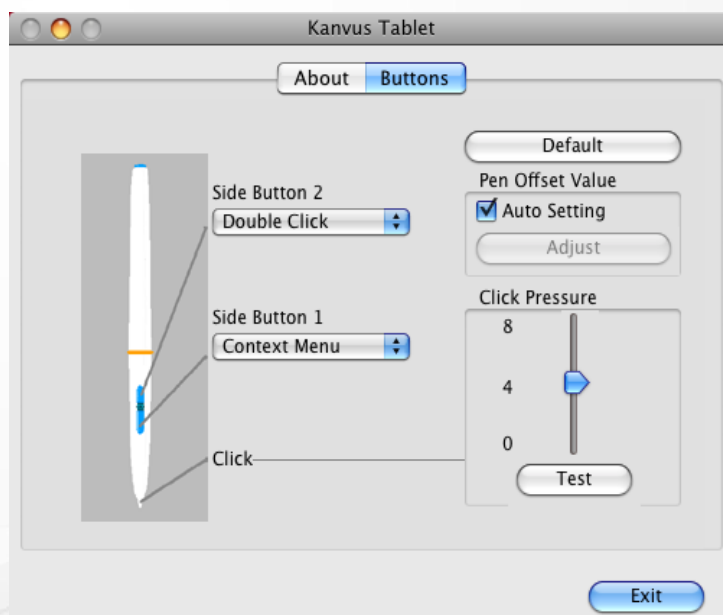 Kanvus Tablet
About
Buttons
Default
Pen Offset Value
Side Button 2
Auto Setting
Double Click
Adjust
Click Pressure
Side Button 1
8
Context Menu
4
0
Click
Test
Exit